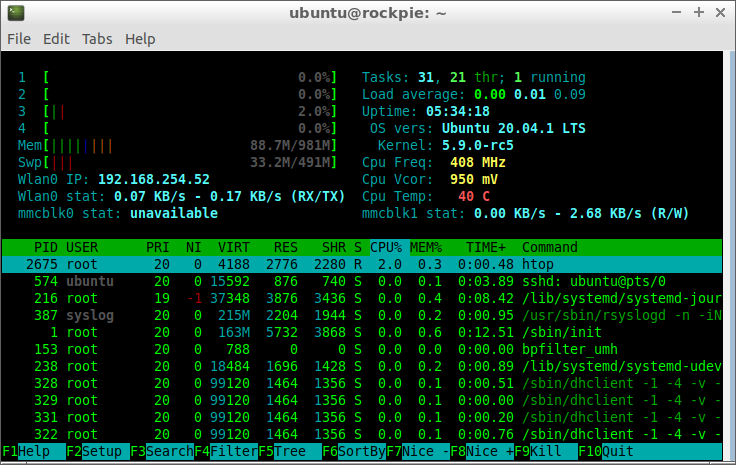 ubuntu@rockpie: ~
File Edit Tabs Help
1 [ 0.0%] Tasks: 31, 21 thr; 1 running
2 [ 0.0%] Load average: 0.00 0.01 0.09
3 [|| 2.0%] Uptime: 05:34:18
4 [ 0.0%] OS vers: Ubuntu 20.04.1 LTS
Mem[|||||||| 88.7M/981M] Kernel: 5.9.0-rc5
Swp[||| 33.2M/491M] Cpu Freq: 408 MHz
Wlan0 IP: 192.168.254.52 Cpu Vcor: 950 mV
Wlan0 stat: 0.07 KB/s - 0.17 KB/s (RX/TX) Cpu Temp: 40 C
mmcblk0 stat: unavailable mmcblk1 stat: 0.00 KB/s - 2.68 KB/s (R/W)
PID USER PRI NI VIRT RES SHR S CPU% MEM% TIME+ Command
2675 root 20 0 4188 2776 2280 R 2.0 0.3 0:00.48 htop
574 ubuntu 20 0 15592 876 740 S 0.0 0.1 0:03.89 sshd: ubuntu@pts/0
216 root 19 -1 37348 3876 3436 S 0.0 0.4 0:08.42 /lib/systemd/systemd-jour
387 syslog 20 0 215M 2204 1944 S 0.0 0.2 0:00.95 /usr/sbin/rsyslogd -n -iN
1 root 20 0 163M 5732 3868 S 0.0 0.6 0:12.51 /sbin/init
153 root 20 0 788 0 0 S 0.0 0.0 0:00.00 bpfilter_umh
238 root 20 0 18484 1696 1428 S 0.0 0.2 0:00.89 /lib/systemd/systemd-udev
328 root 20 0 99120 1464 1356 S 0.0 0.1 0:00.51 /sbin/dhclient -1 -4 -v -
329 root 20 0 99120 1464 1356 S 0.0 0.1 0:00.00 /sbin/dhclient -1 -4 -v -
331 root 20 0 99120 1464 1356 S 0.0 0.1 0:00.20 /sbin/dhclient -1 -4 -v -
322 root 20 0 99120 1464 1356 S 0.0 0.1 0:00.76 /sbin/dhclient -1 -4 -v -
F1Help F2Setup F3SearchF4FilterF5Tree F6SortByF7Nice -F8Nice +F9Kill F10Quit